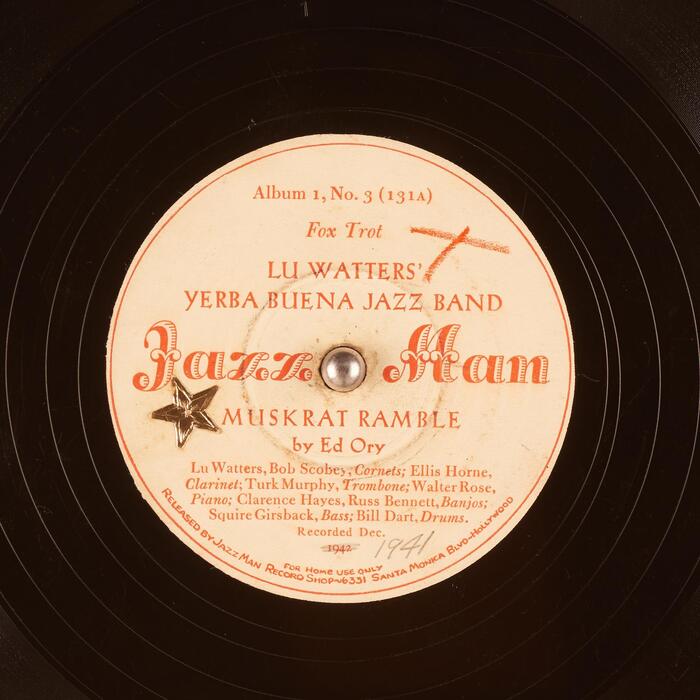 Album 1, No. 3 (131A)
Fox Trot
LU WATTERS'
YERBA BUENA JAZZ BAND
Jazz Man
MUSKRAT RAMBLE
by Ed Ory
Lu Watters, Bob Scobey, Cornets; Ellis Horne,
Clarinet; Turk Murphy, Trombone; Walter Rose,
Piano; Clarence Hayes, Russ Bennett, Banjos;
Squire Girsback, Bass; Bill Dart, Drums.
Recorded Dec.
1942 1941
FOR HOME USE ONLY
RELEASED BY JAZZ MAN RECORD SHOP~6331 SANTA MONICA BLVD~HOLLYWOOD